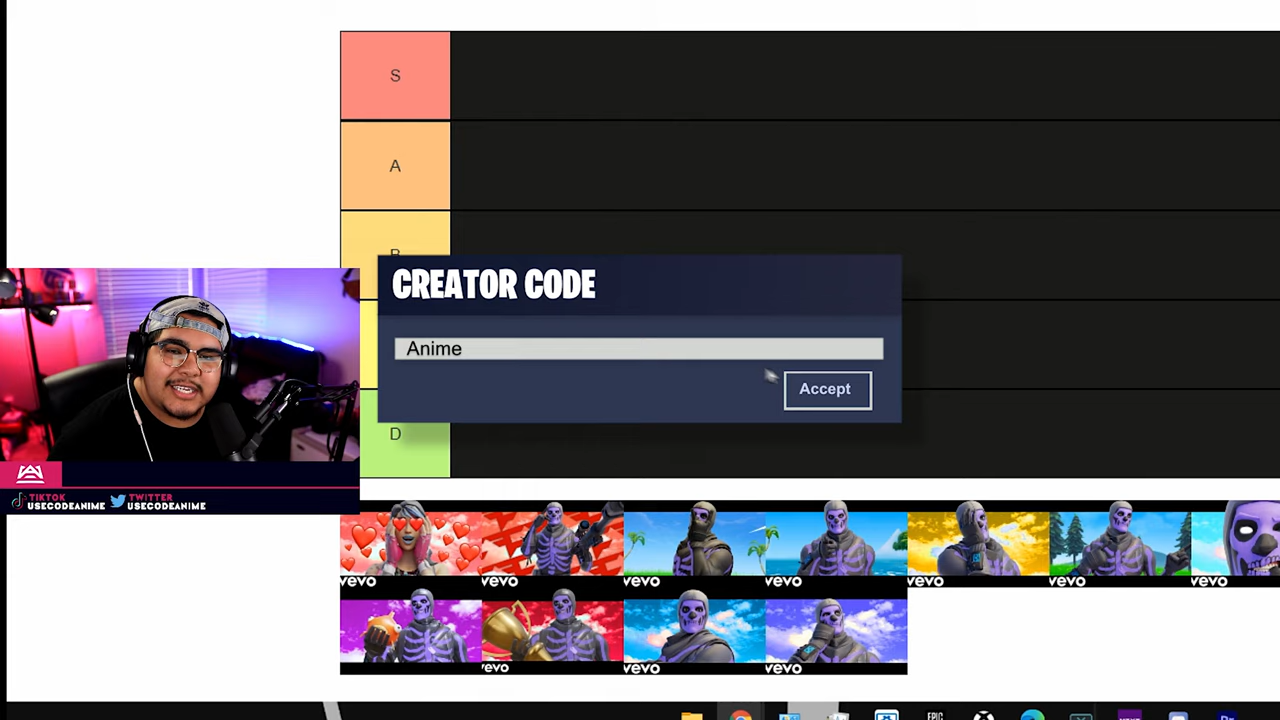 S
A
B
CREATOR CODE
Anime
Accept
D
TIKTOK
USECODEANIME
TWITTER
USECODEANIME
vevo
vevo
vevo
vevo
vevo
vevo
vevo
vevo
vevo
vevo
vevo
EPIC